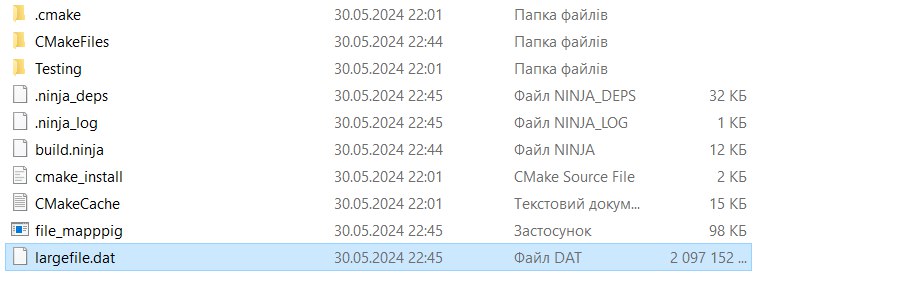 .cmake 30.05.2024 22:01 Папка файлів
CMakeFiles 30.05.2024 22:44 Папка файлів
Testing 30.05.2024 22:01 Папка файлів
.ninja_deps 30.05.2024 22:45 Файл NINJA_DEPS 32 КБ
.ninja_log 30.05.2024 22:45 Файл NINJA_LOG 1 КБ
build.ninja 30.05.2024 22:44 Файл NINJA 12 КБ
cmake_install 30.05.2024 22:01 CMake Source File 2 КБ
CMakeCache 30.05.2024 22:01 Текстовий докум... 15 КБ
file_mapppig 30.05.2024 22:45 Застосунок 98 КБ
largefile.dat 30.05.2024 22:45 Файл DAT 2 097 152 ...